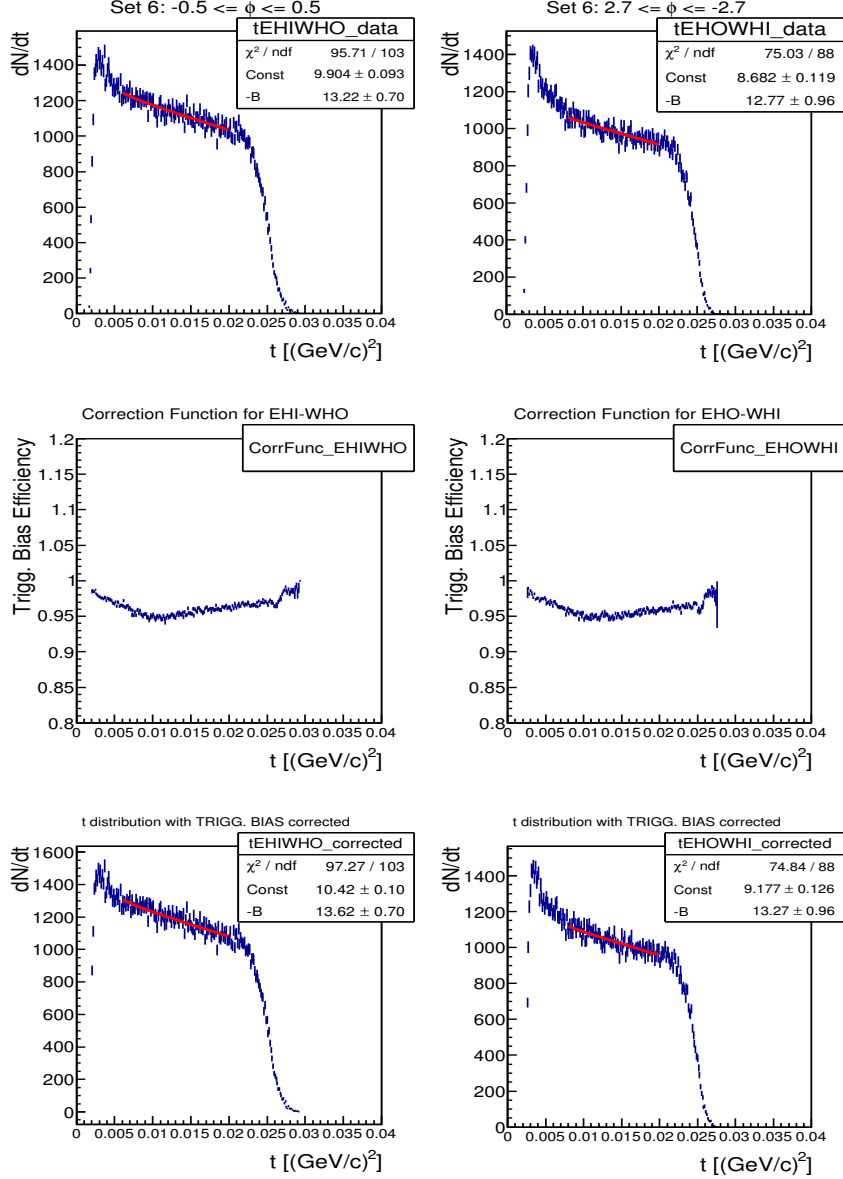 Set 6: -0.5 <= ϕ <= 0.5
tEHIWHO_data
χ² / ndf 95.71 / 103
Const 9.904 ± 0.093
-B 13.22 ± 0.70
dN/dt
1400
1200
1000
800
600
400
200
0
0 0.005 0.01 0.015 0.02 0.025 0.03 0.035 0.04
t [(GeV/c)²]
Set 6: 2.7 <= ϕ <= -2.7
tEHOWHI_data
χ² / ndf 75.03 / 88
Const 8.682 ± 0.119
-B 12.77 ± 0.96
dN/dt
1400
1200
1000
800
600
400
200
0
0 0.005 0.01 0.015 0.02 0.025 0.03 0.035 0.04
t [(GeV/c)²]
Correction Function for EHI-WHO
CorrFunc_EHIWHO
Trigg. Bias Efficiency
1.2
1.15
1.1
1.05
1
0.95
0.9
0.85
0.8
0 0.005 0.01 0.015 0.02 0.025 0.03 0.035 0.04
t [(GeV/c)²]
Correction Function for EHO-WHI
CorrFunc_EHOWHI
Trigg. Bias Efficiency
1.2
1.15
1.1
1.05
1
0.95
0.9
0.85
0.8
0 0.005 0.01 0.015 0.02 0.025 0.03 0.035 0.04
t [(GeV/c)²]
t distribution with TRIGG. BIAS corrected
tEHIWHO_corrected
χ² / ndf 97.27 / 103
Const 10.42 ± 0.10
-B 13.62 ± 0.70
dN/dt
1600
1400
1200
1000
800
600
400
200
0
0 0.005 0.01 0.015 0.02 0.025 0.03 0.035 0.04
t [(GeV/c)²]
t distribution with TRIGG. BIAS corrected
tEHOWHI_corrected
χ² / ndf 74.84 / 88
Const 9.177 ± 0.126
-B 13.27 ± 0.96
dN/dt
1400
1200
1000
800
600
400
200
0
0 0.005 0.01 0.015 0.02 0.025 0.03 0.035 0.04
t [(GeV/c)²]